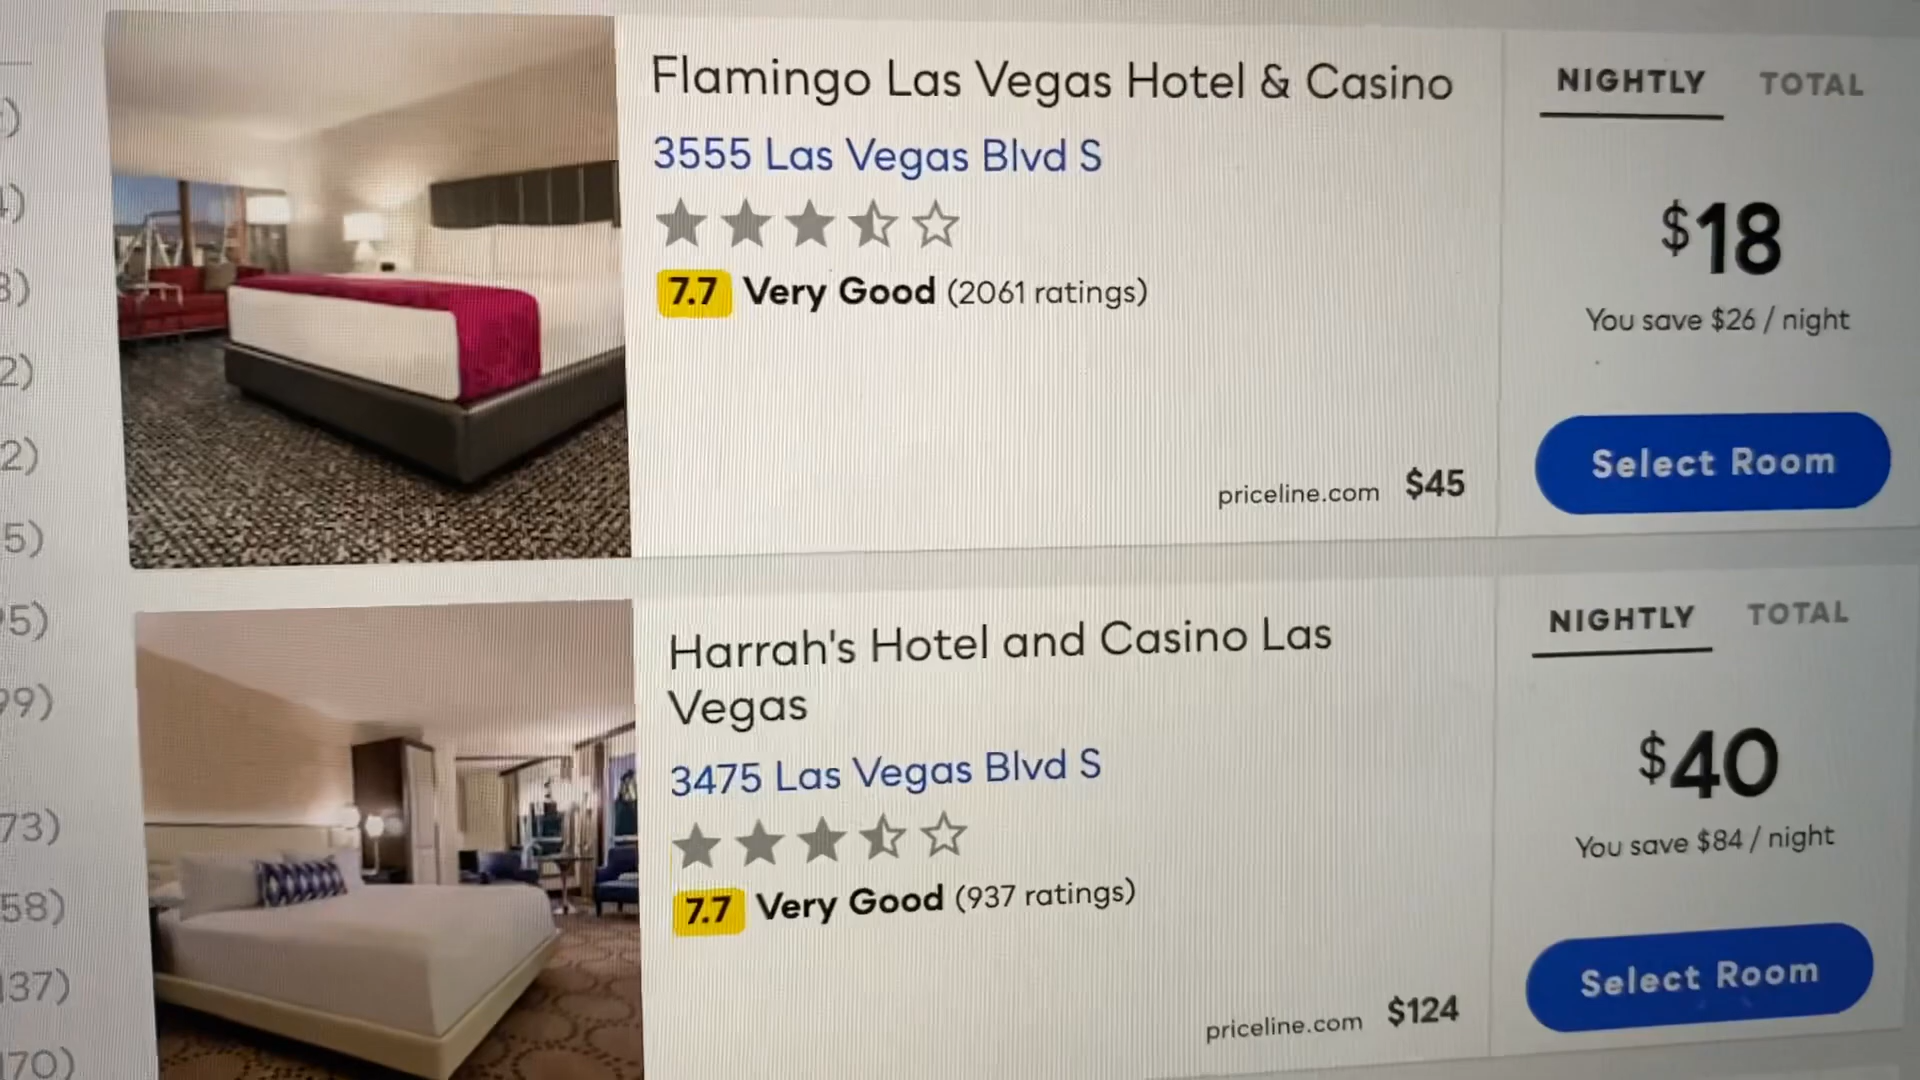 Flamingo Las Vegas Hotel & Casino
3555 Las Vegas Blvd S
7.7 Very Good (2061 ratings)
priceline.com $45
NIGHTLY TOTAL
$18
You save $26 / night
Select Room
Harrah's Hotel and Casino Las
Vegas
3475 Las Vegas Blvd S
7.7 Very Good (937 ratings)
priceline.com $124
NIGHTLY TOTAL
$40
You save $84 / night
Select Room